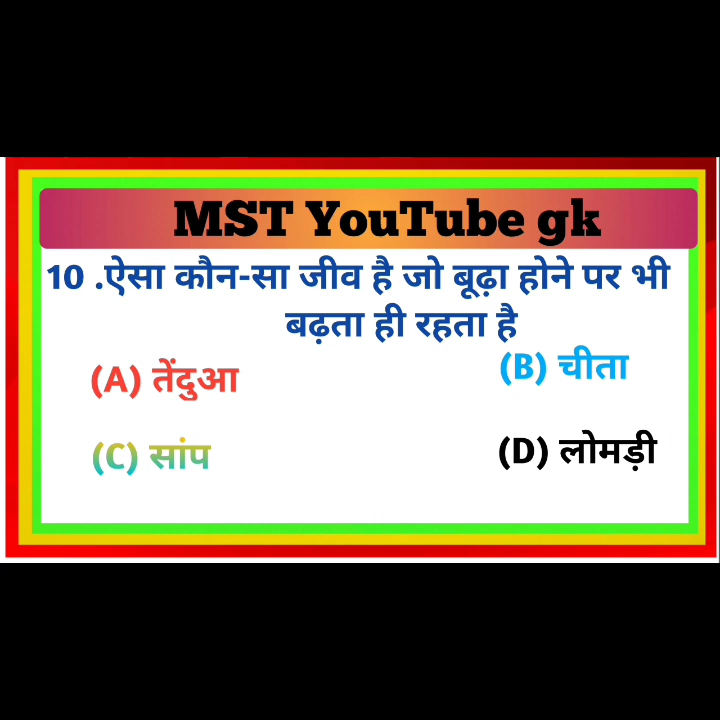 MST YouTube gk
10 .ऐसा कौन-सा जीव है जो बूढ़ा होने पर भी
बढ़ता ही रहता है
(A) तेंदुआ
(B) चीता
(C) सांप
(D) लोमड़ी